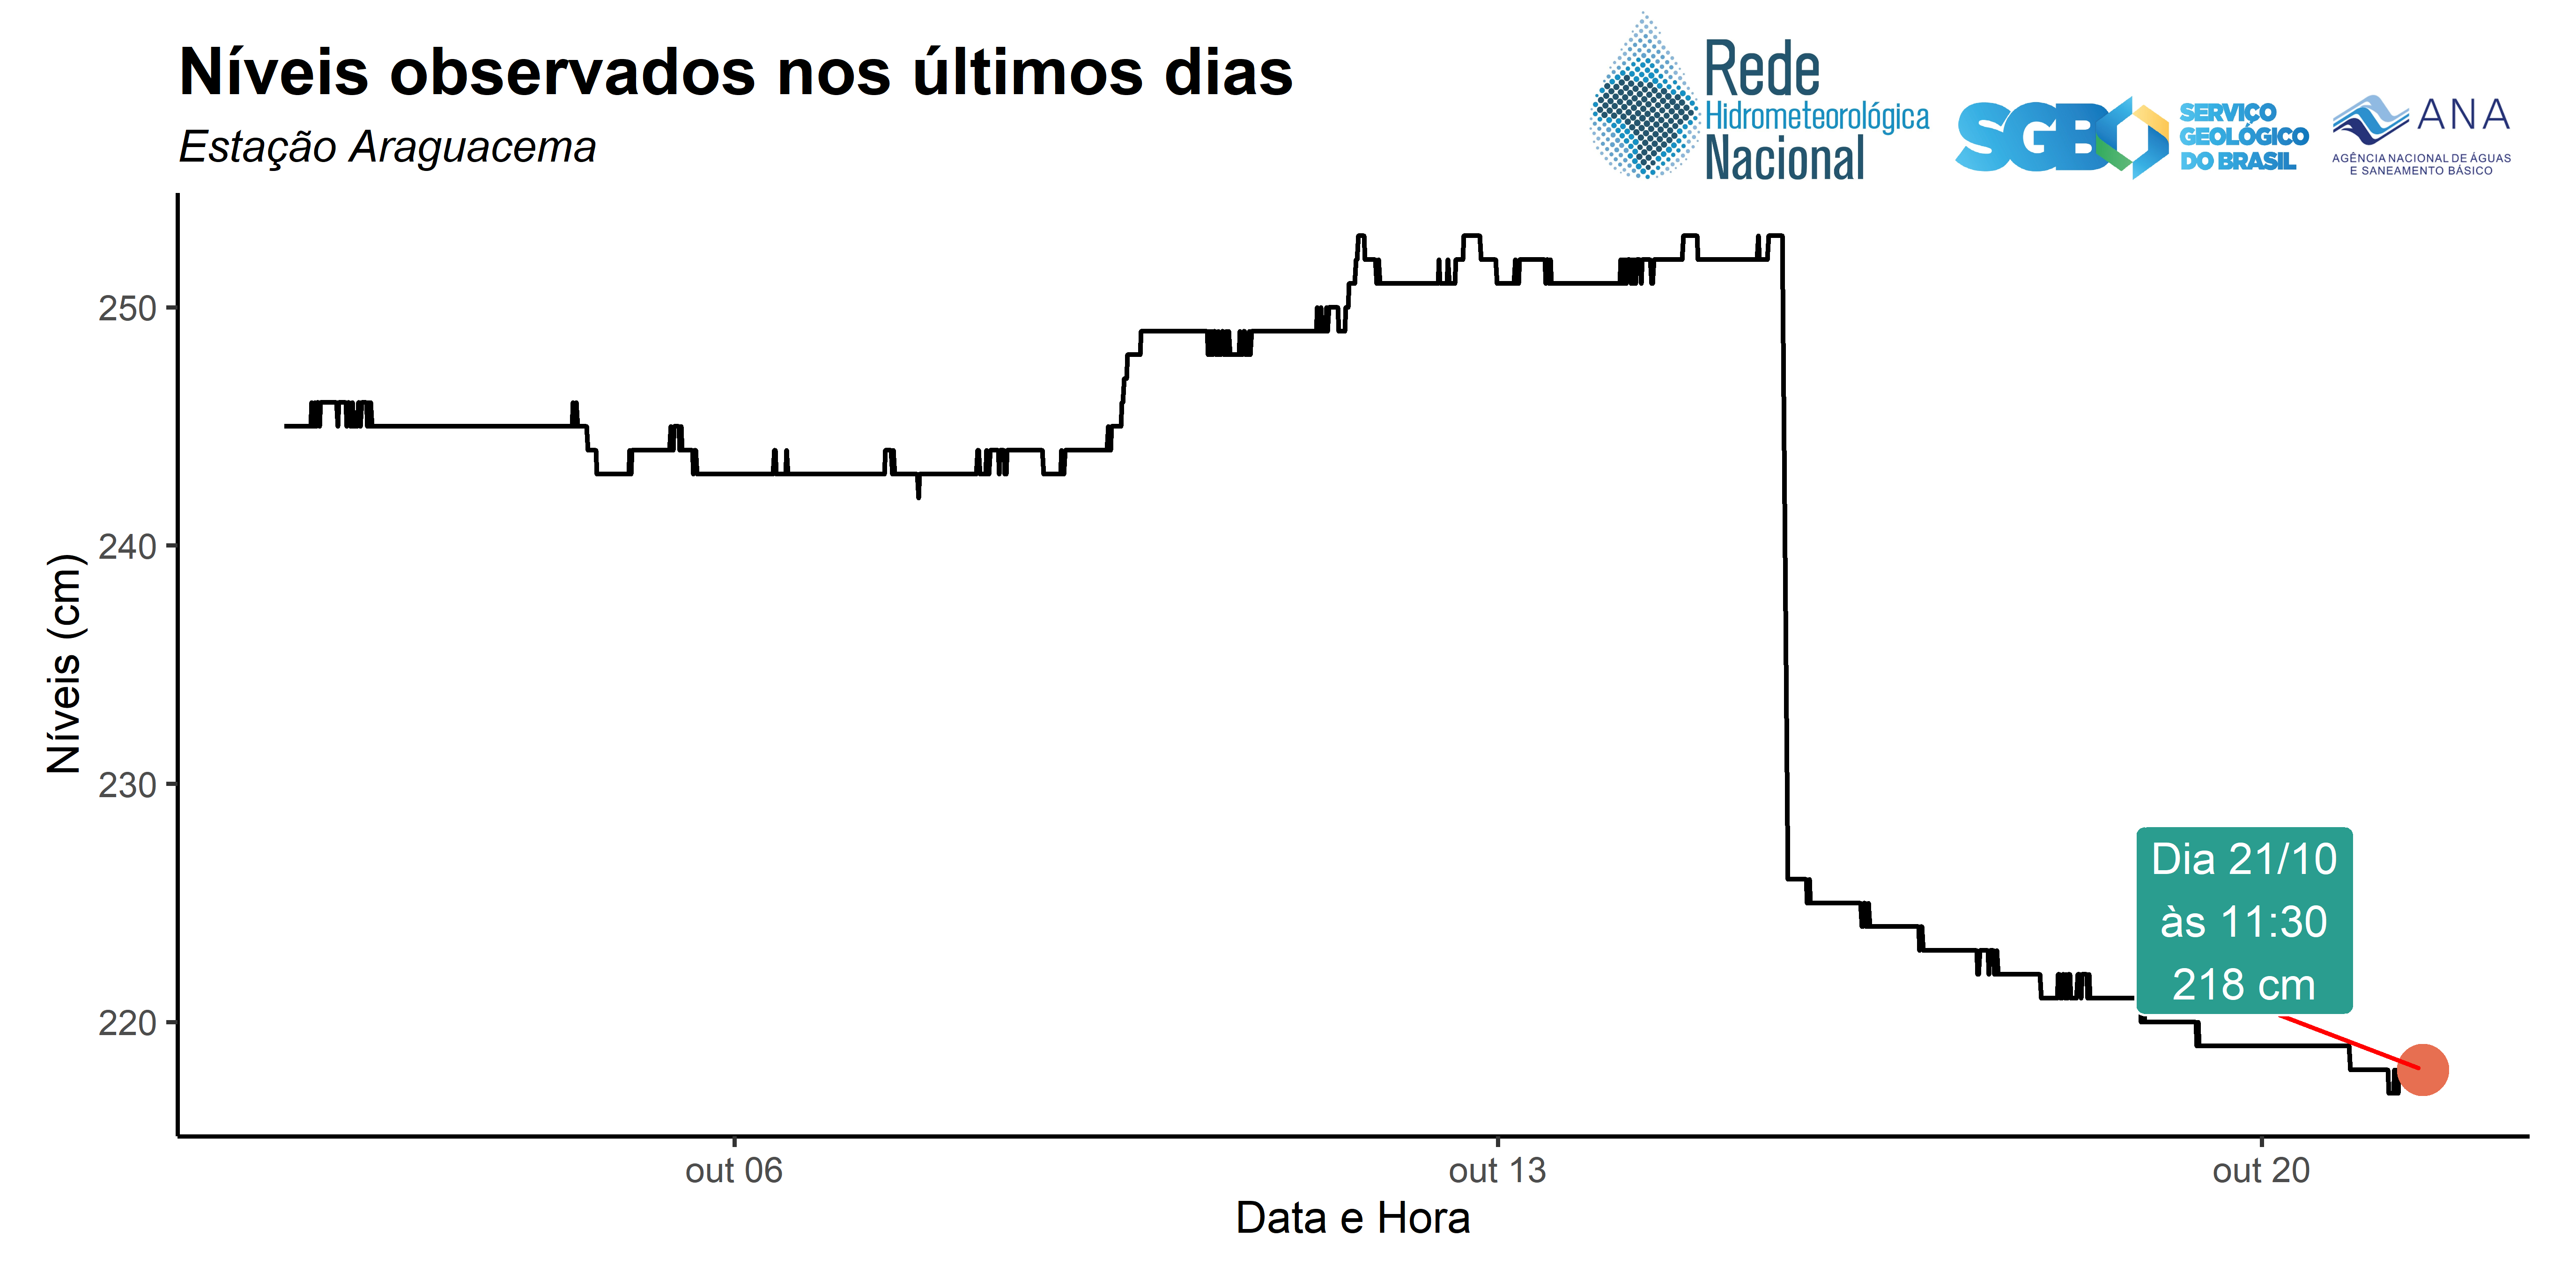 Níveis observados nos últimos dias
Estação Araguacema
Rede
Hidrometeorológica
Nacional
SGB
SERVIÇO
GEOLÓGICO
DO BRASIL
ANA
AGÊNCIA NACIONAL DE ÁGUAS
E SANEAMENTO BÁSICO
Níveis (cm)
250
240
230
220
Dia 21/10
às 11:30
218 cm
out 06
out 13
out 20
Data e Hora